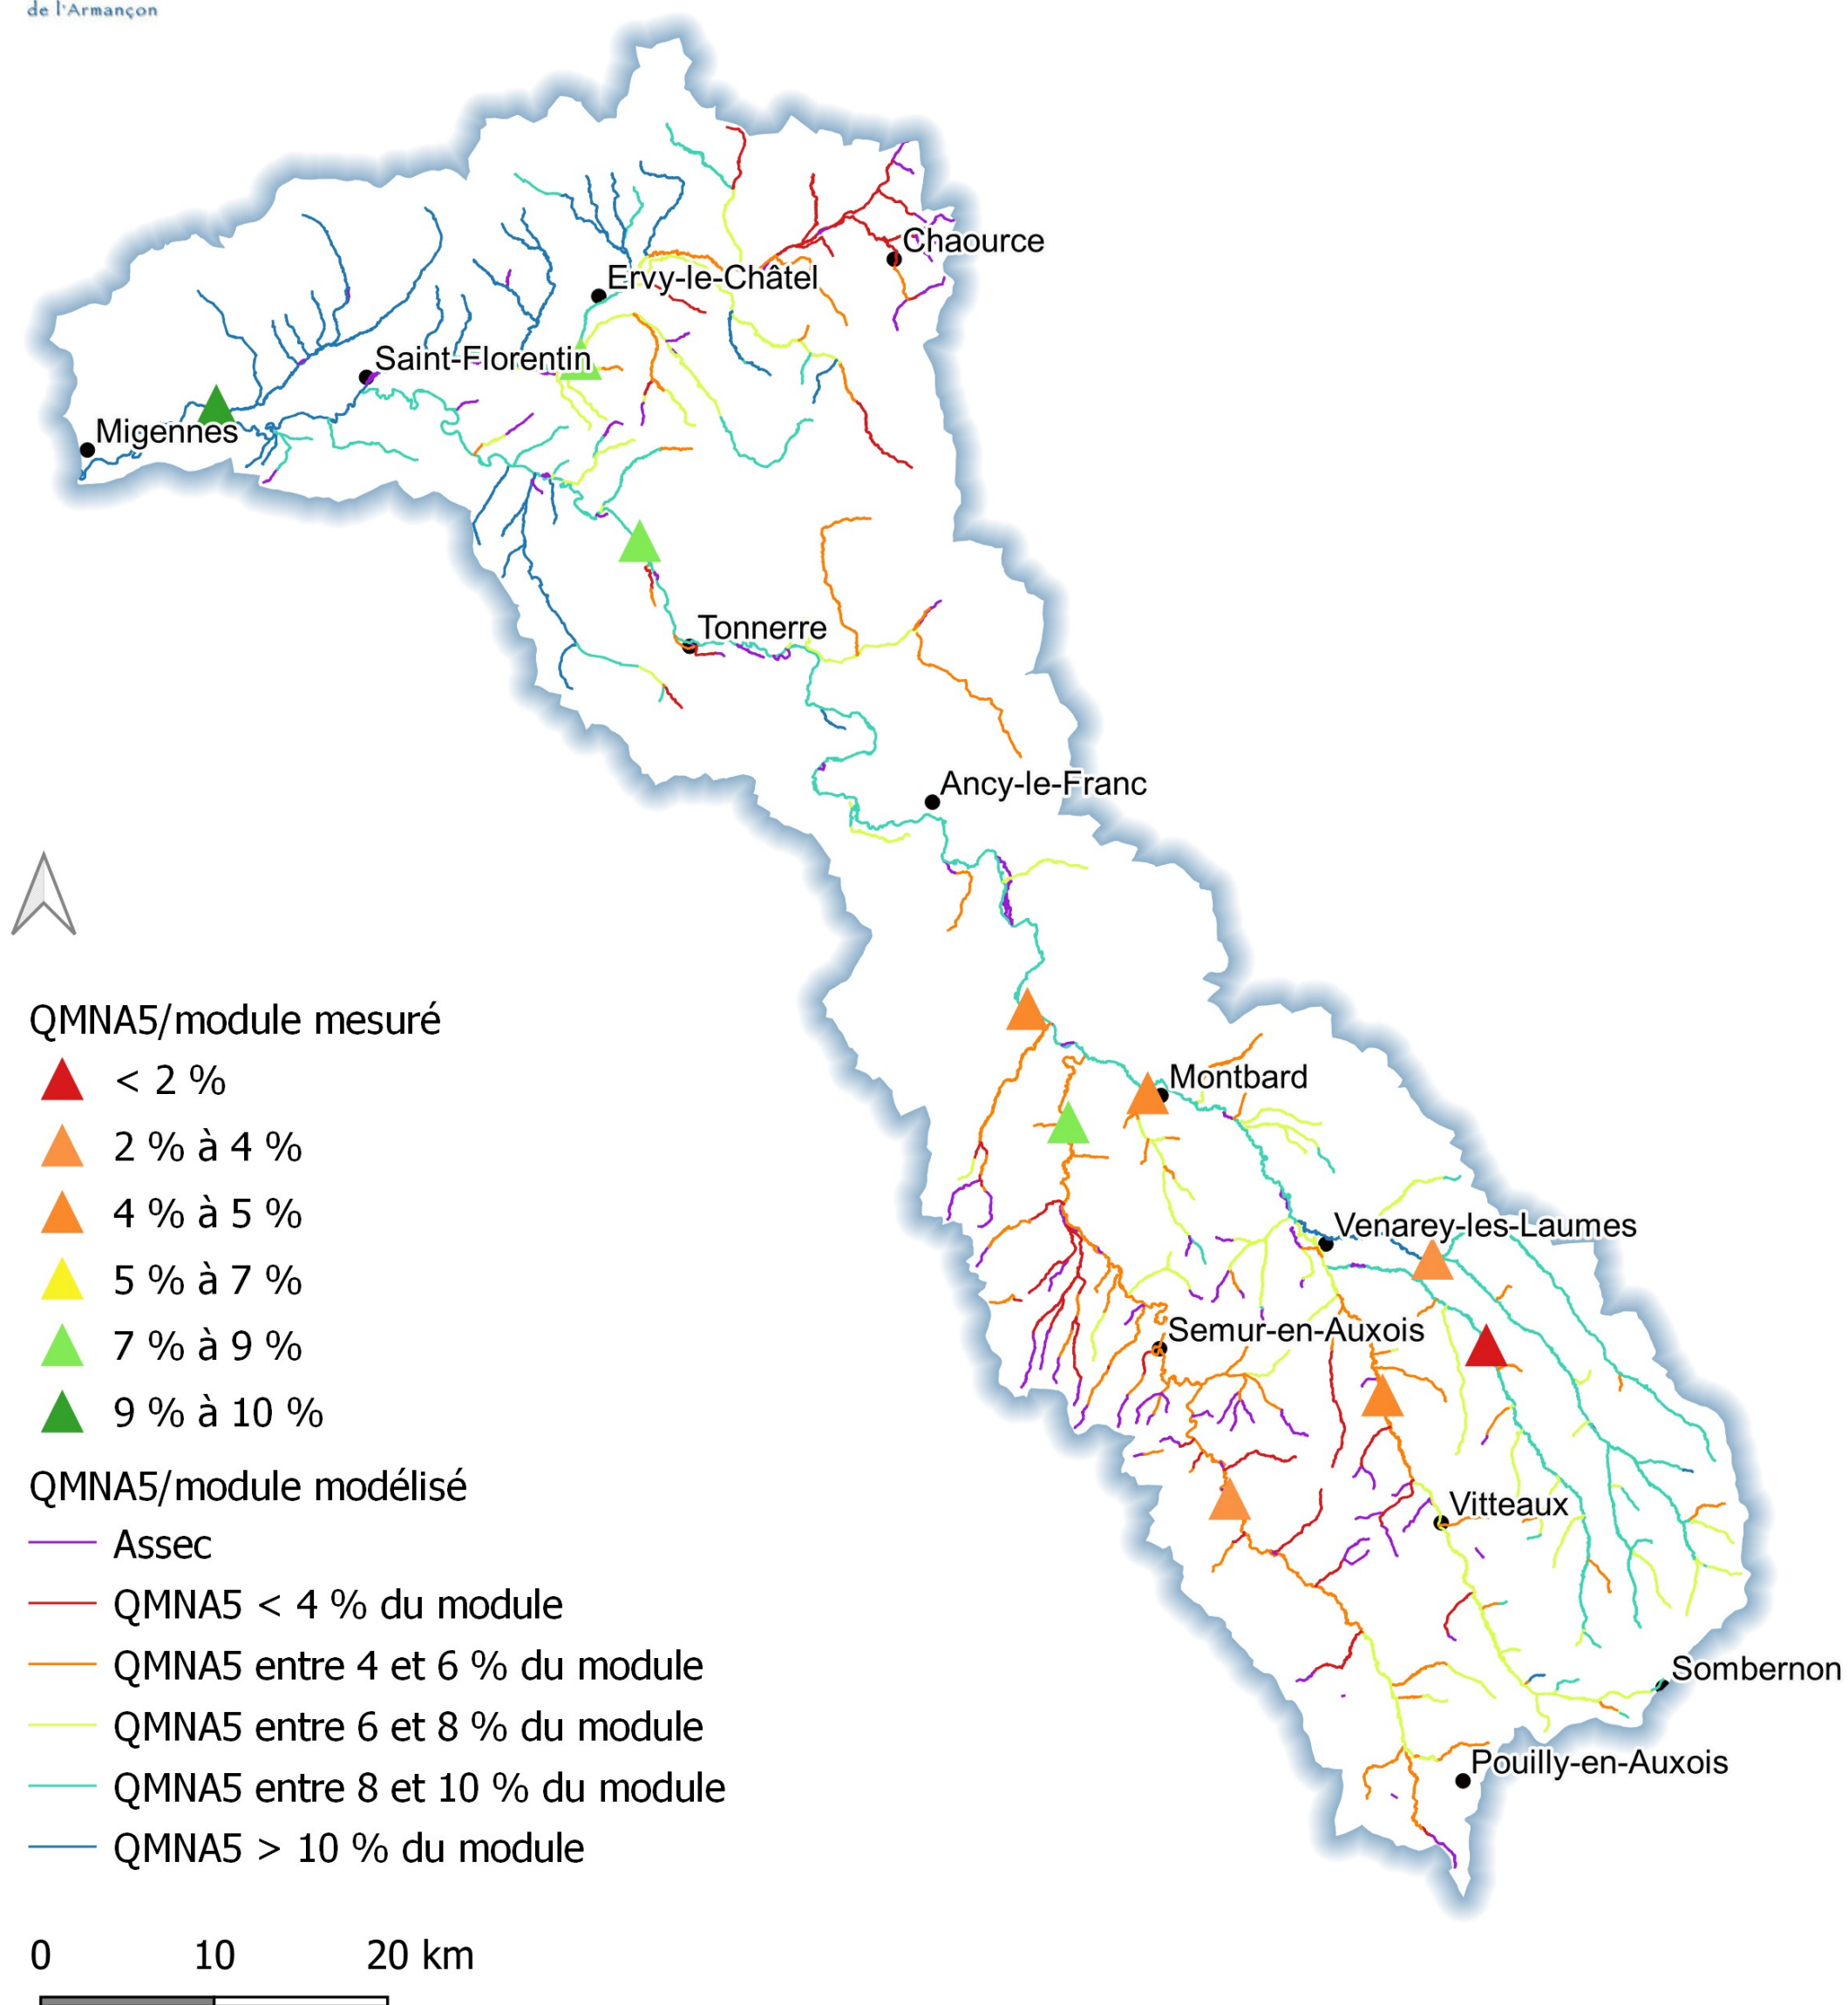 de l'Armançon
Chaource
Ervy-le-Châtel
Saint-Florentin
Migennes
Tonnerre
Ancy-le-Franc
Montbard
Venarey-les-Laumes
Semur-en-Auxois
Vitteaux
Sombernon
Pouilly-en-Auxois
QMNA5/module mesuré
< 2 %
2 % à 4 %
4 % à 5 %
5 % à 7 %
7 % à 9 %
9 % à 10 %
QMNA5/module modélisé
Assec
QMNA5 < 4 % du module
QMNA5 entre 4 et 6 % du module
QMNA5 entre 6 et 8 % du module
QMNA5 entre 8 et 10 % du module
QMNA5 > 10 % du module
0 10 20 km